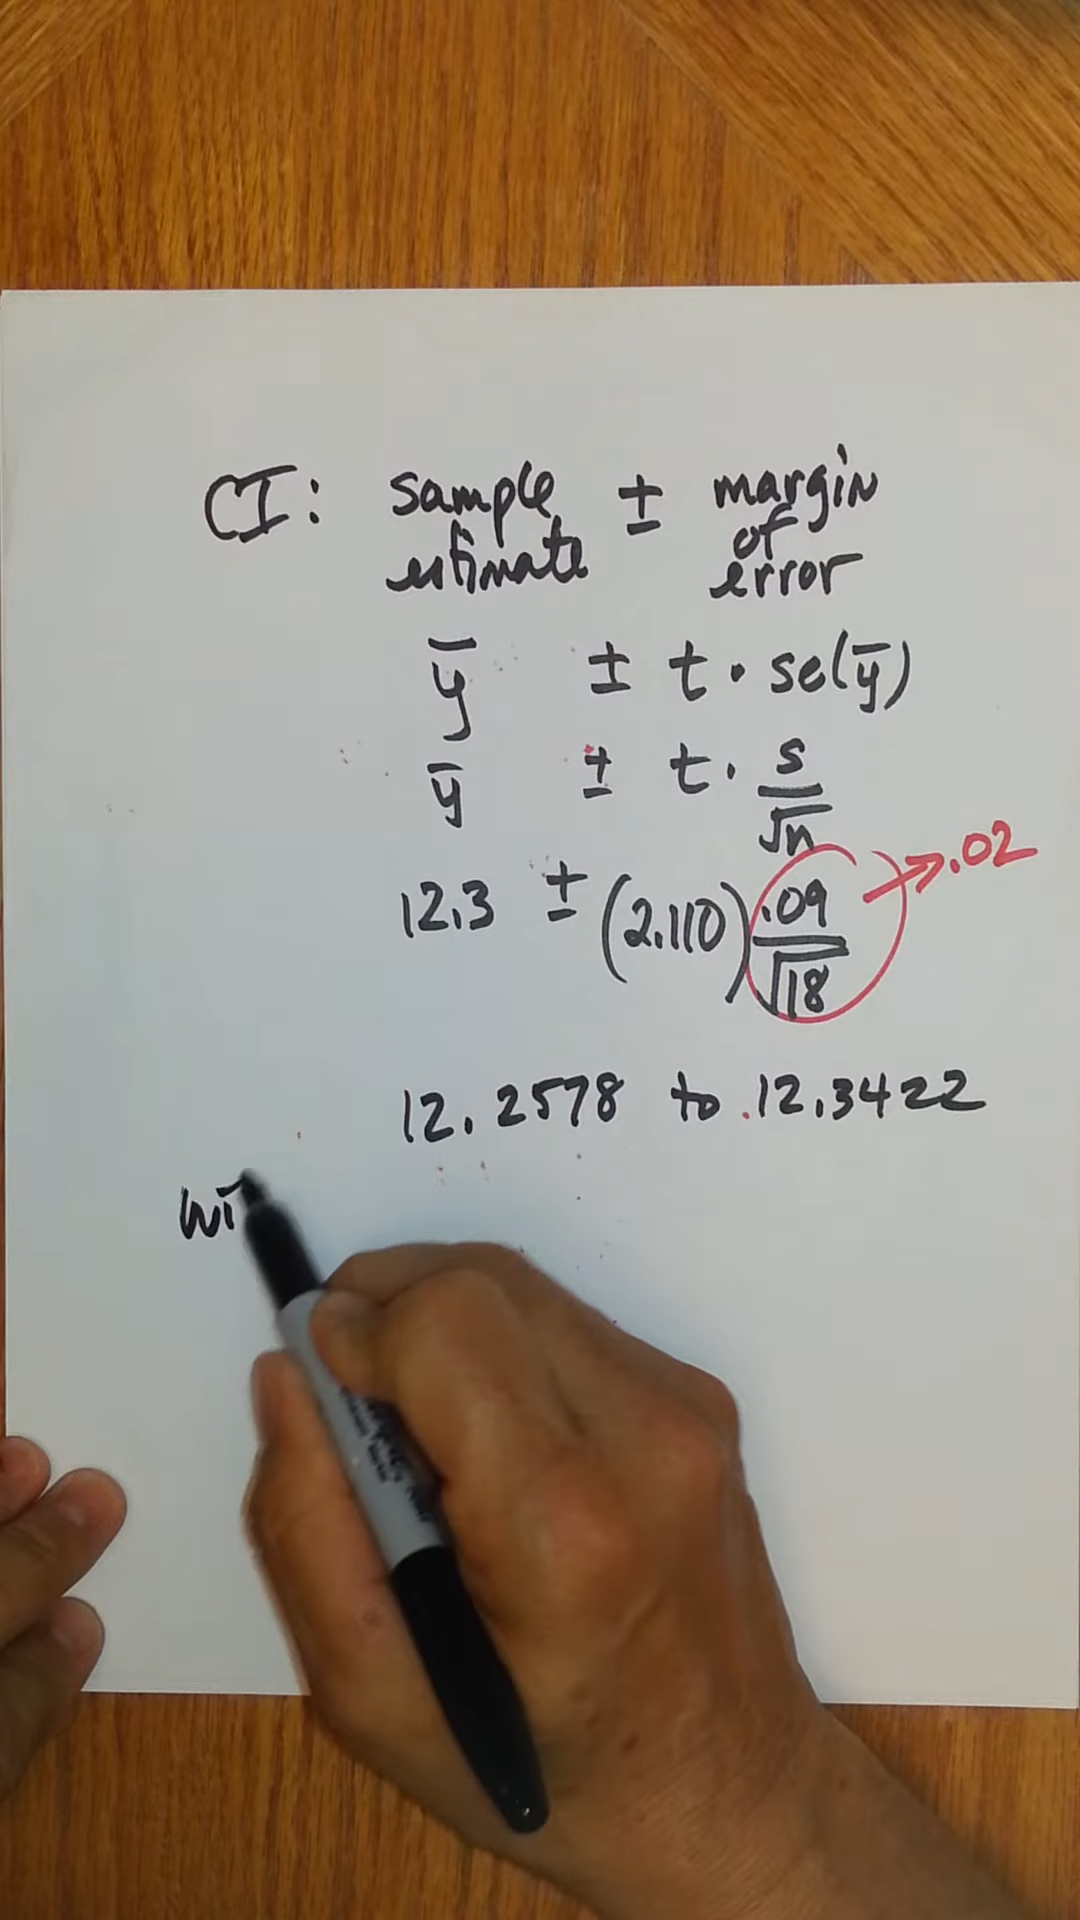 CI: sample estimate ± margin of error
ȳ ± t · se(ȳ)
ȳ ± t · s/√n
12.3 ± (2.110) .09/√18 → .02
12.2578 to 12.3422
wi